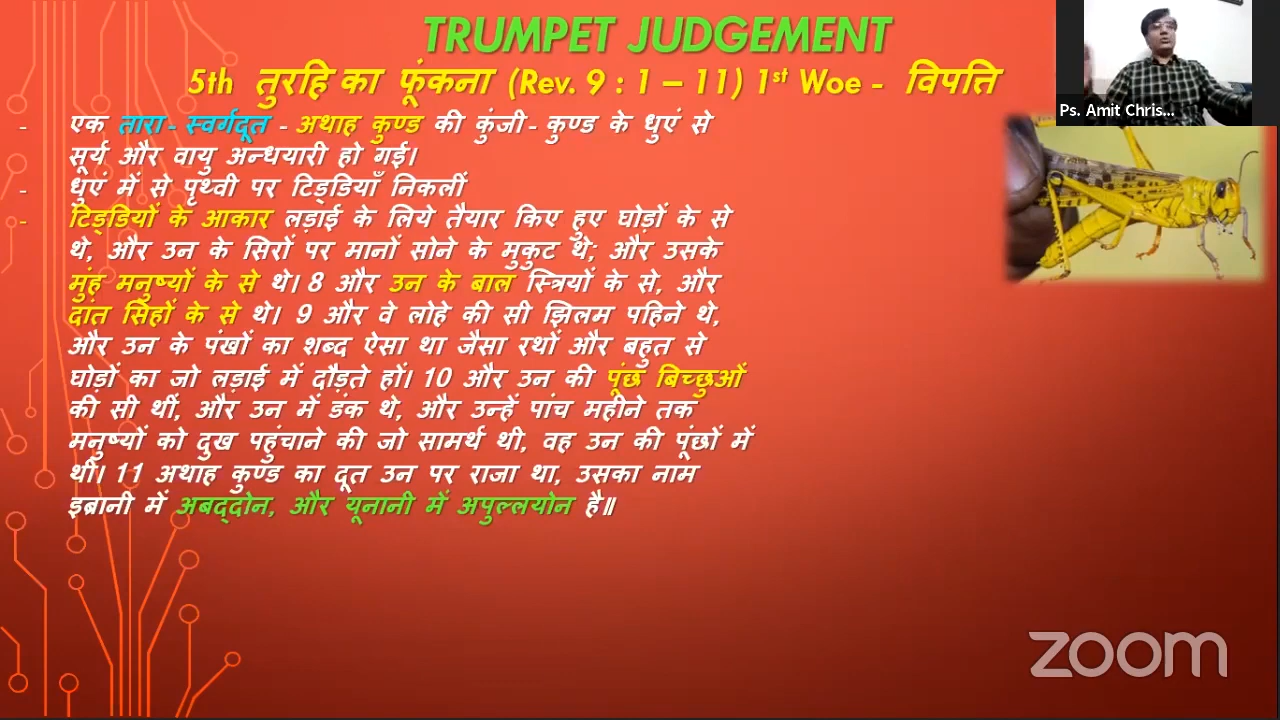 TRUMPET JUDGEMENT
5th तुरहि का फूंकना (Rev. 9 : 1 – 11) 1st Woe - विपत्ति
Ps. Amit Chris...
- एक तारा - स्वर्गदूत - अथाह कुण्ड की कुंजी - कुण्ड के धुएं से
सूर्य और वायु अन्धयारी हो गई।
- धुएं में से पृथ्वी पर टिड्डियाँ निकलीं
- टिड्डियों के आकार लड़ाई के लिये तैयार किए हुए घोड़ों के से
थे, और उन के सिरों पर मानों सोने के मुकुट थे; और उसके
मुंह मनुष्यों के से थे। 8 और उन के बाल स्त्रियों के से, और
दांत सिहों के से थे। 9 और वे लोहे की सी झिलम पहिने थे,
और उन के पंखों का शब्द ऐसा था जैसा रथों और बहुत से
घोड़ों का जो लड़ाई में दौड़ते हों। 10 और उन की पूंछ बिच्छुओं
की सी थीं, और उन में डंक थे, और उन्हें पांच महीने तक
मनुष्यों को दुख पहुंचाने की जो सामर्थ थी, वह उन की पूंछों में
थी। 11 अथाह कुण्ड का दूत उन पर राजा था, उसका नाम
इब्रानी में अबद्दोन, और यूनानी में अपुल्लयोन है॥
zoom